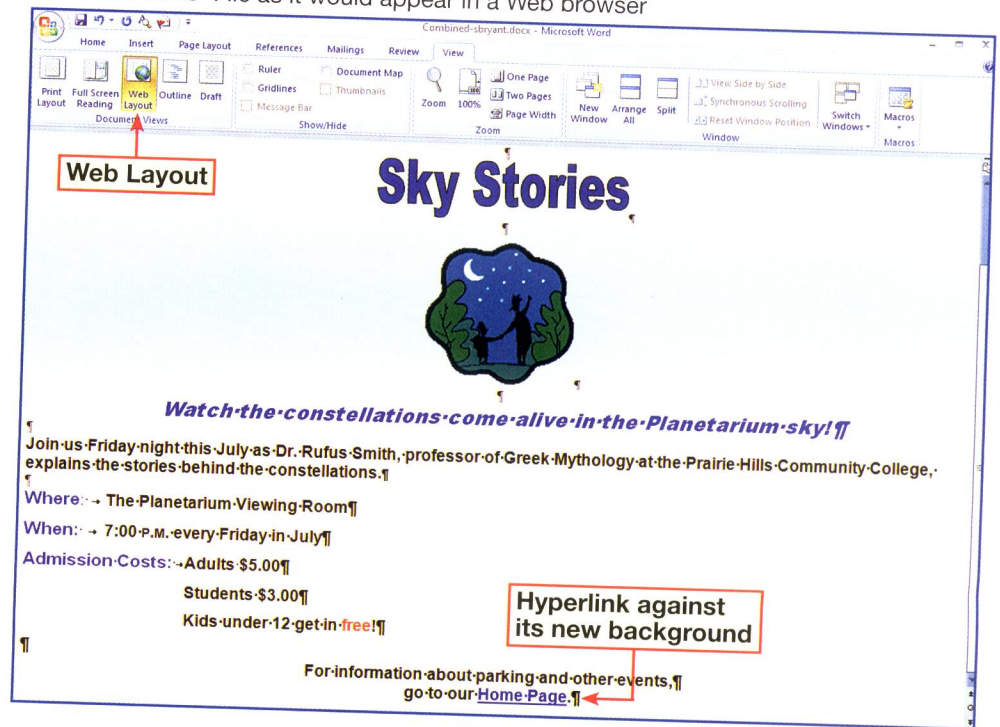 File as it would appear in a Web browser
Combined-sbryant.docx - Microsoft Word
Home Insert Page Layout References Mailings Review View
Print Layout
Full Screen Reading
Web Layout
Outline
Draft
Document Views
Ruler
Gridlines
Message Bar
Document Map
Thumbnails
Show/Hide
Zoom
100%
One Page
Two Pages
Page Width
Zoom
New Window
Arrange All
Split
View Side by Side
Synchronous Scrolling
Reset Window Position
Window
Switch Windows
Macros
Macros
Web Layout
Sky Stories
¶
¶
¶
Watch·the·constellations·come·alive·in·the·Planetarium·sky!¶
¶
Join·us·Friday·night·this·July·as·Dr.·Rufus·Smith,·professor·of·Greek·Mythology·at·the·Prairie·Hills·Community·College,·
explains·the·stories·behind·the·constellations.¶
¶
Where:·→ The·Planetarium·Viewing·Room¶
When:·→ 7:00·P.M.·every·Friday·in·July¶
Admission·Costs:·→Adults·$5.00¶
Students·$3.00¶
Kids·under·12·get·in·free!¶
¶
Hyperlink against
its new background
For·information·about·parking·and·other·events,¶
go·to·our·Home·Page.¶